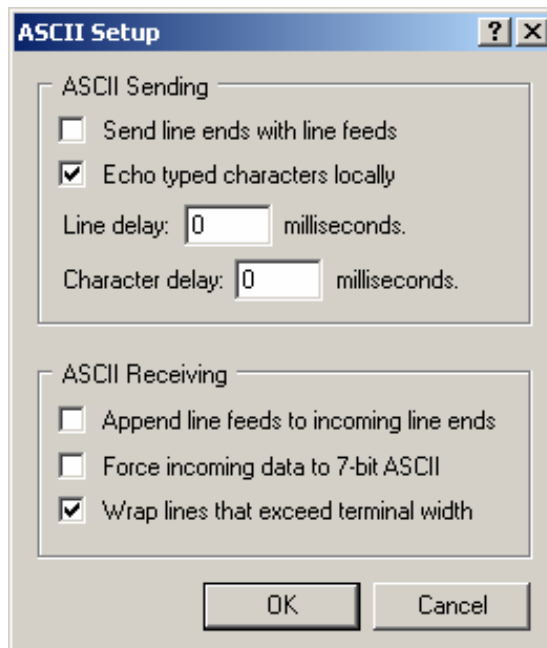 ASCII Setup
ASCII Sending
Send line ends with line feeds
Echo typed characters locally
Line delay: 0 milliseconds.
Character delay: 0 milliseconds.
ASCII Receiving
Append line feeds to incoming line ends
Force incoming data to 7-bit ASCII
Wrap lines that exceed terminal width
OK Cancel